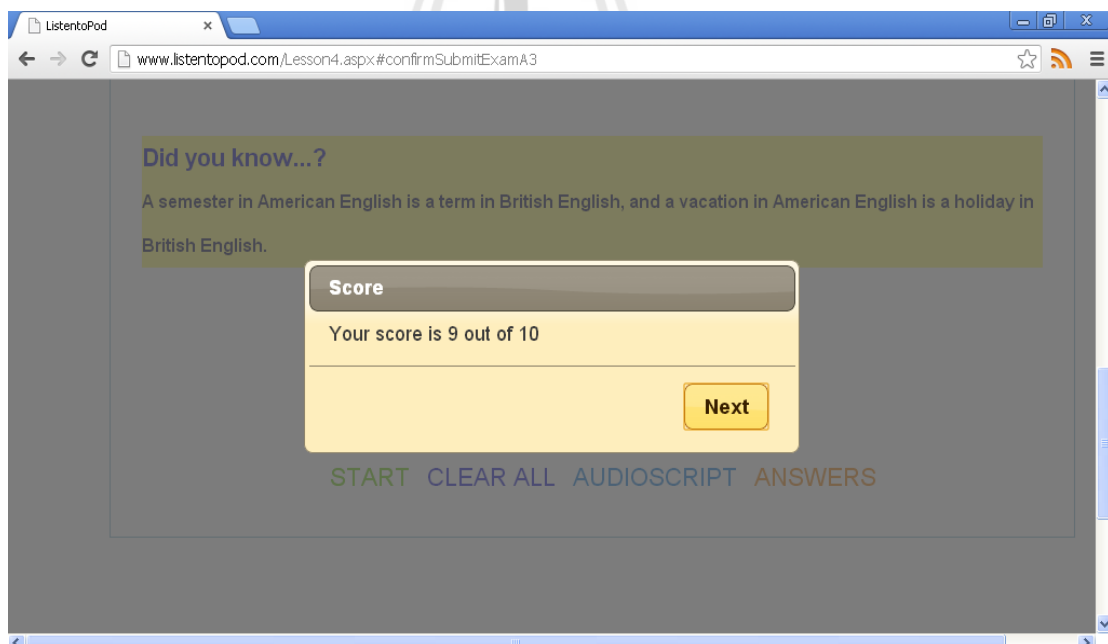 ListentoPod
www.listentopod.com/Lesson4.aspx#confirmSubmitExamA3
Did you know...?
A semester in American English is a term in British English, and a vacation in American English is a holiday in
British English.
Score
Your score is 9 out of 10
Next
START CLEAR ALL AUDIOSCRIPT ANSWERS